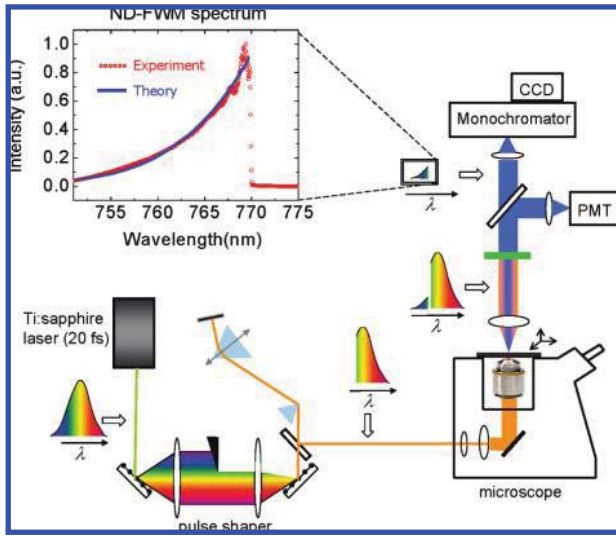 ND-FWM spectrum
Intensity (a.u.)
1.0
0.8
0.6
0.4
0.2
0.0
Experiment
Theory
755
760
765
770
775
Wavelength(nm)
λ
CCD
Monochromator
PMT
λ
Ti:sapphire
laser (20 fs)
λ
λ
pulse shaper
microscope